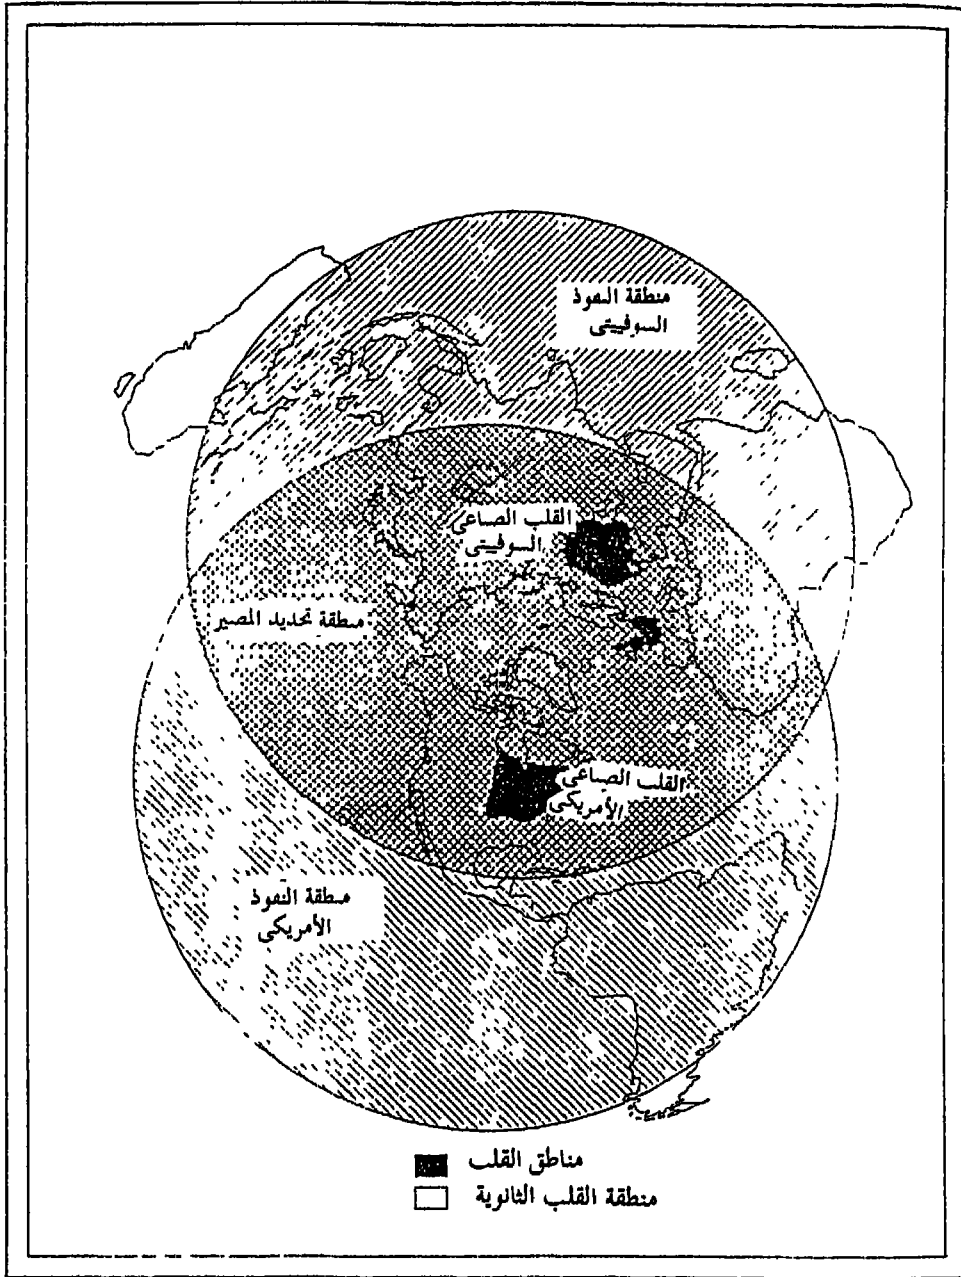 منطقة النفوذ
السوفييتى
القلب الصناعى
السوفيتى
منطقة تحديد المصير
القلب الصناعى
الأمريكى
منطقة النفوذ
الأمريكى
مناطق القلب
منطقة القلب الثانوية